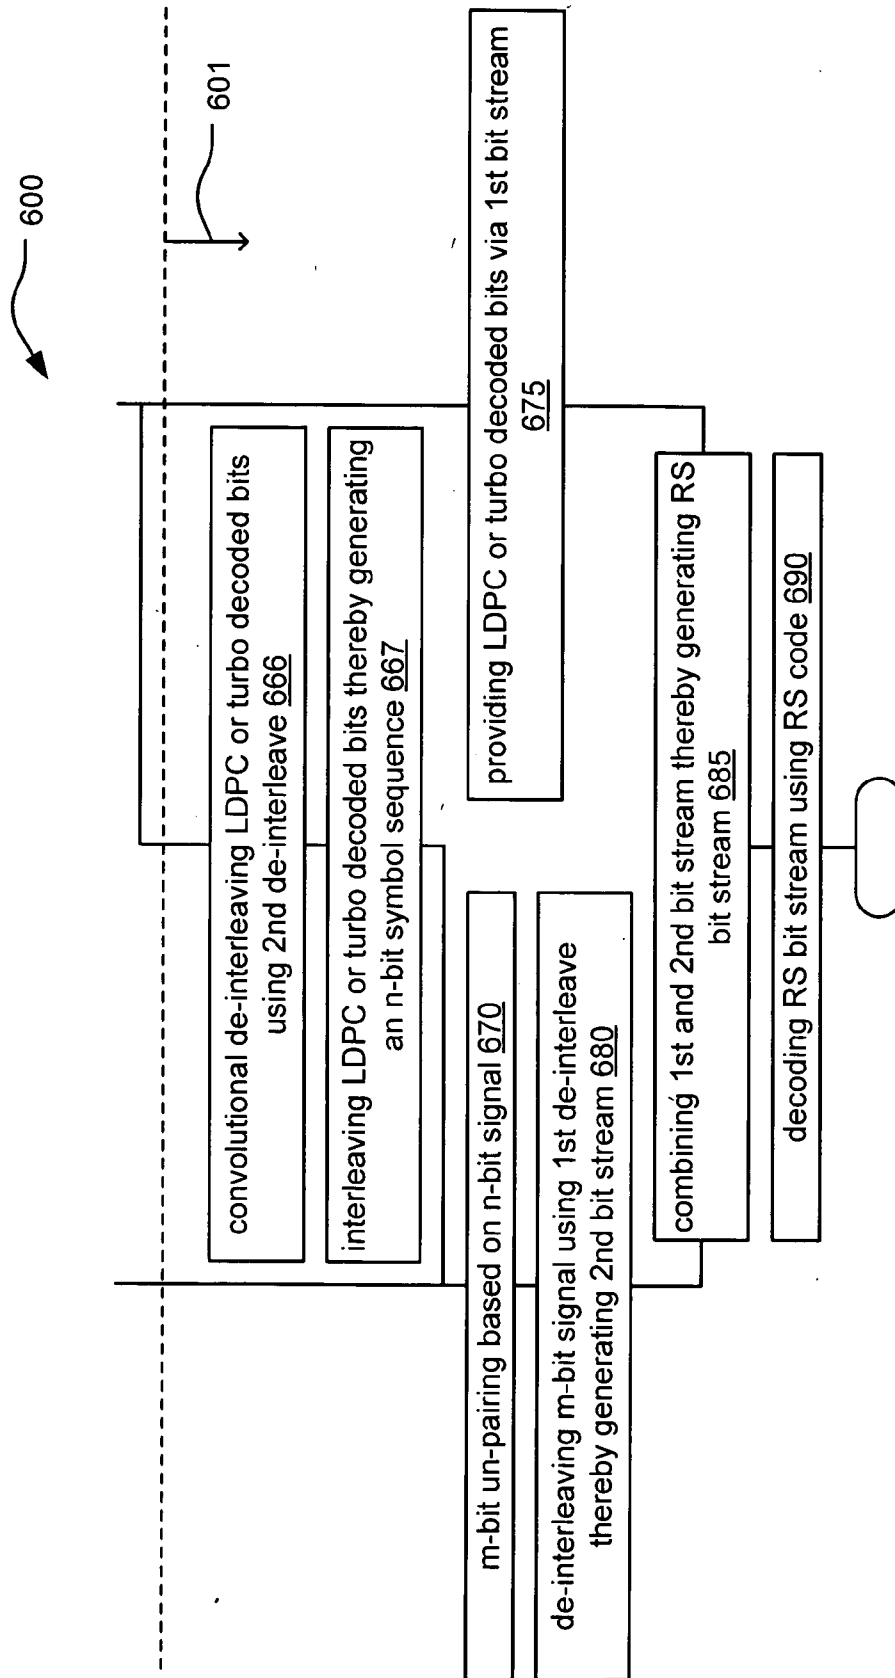 600
601
convolutional de-interleaving LDPC or turbo decoded bits
using 2nd de-interleave 666
interleaving LDPC or turbo decoded bits thereby generating
an n-bit symbol sequence 667
m-bit un-pairing based on n-bit signal 670
providing LDPC or turbo decoded bits via 1st bit stream
675
de-interleaving m-bit signal using 1st de-interleave
thereby generating 2nd bit stream 680
combining 1st and 2nd bit stream thereby generating RS
bit stream 685
decoding RS bit stream using RS code 690